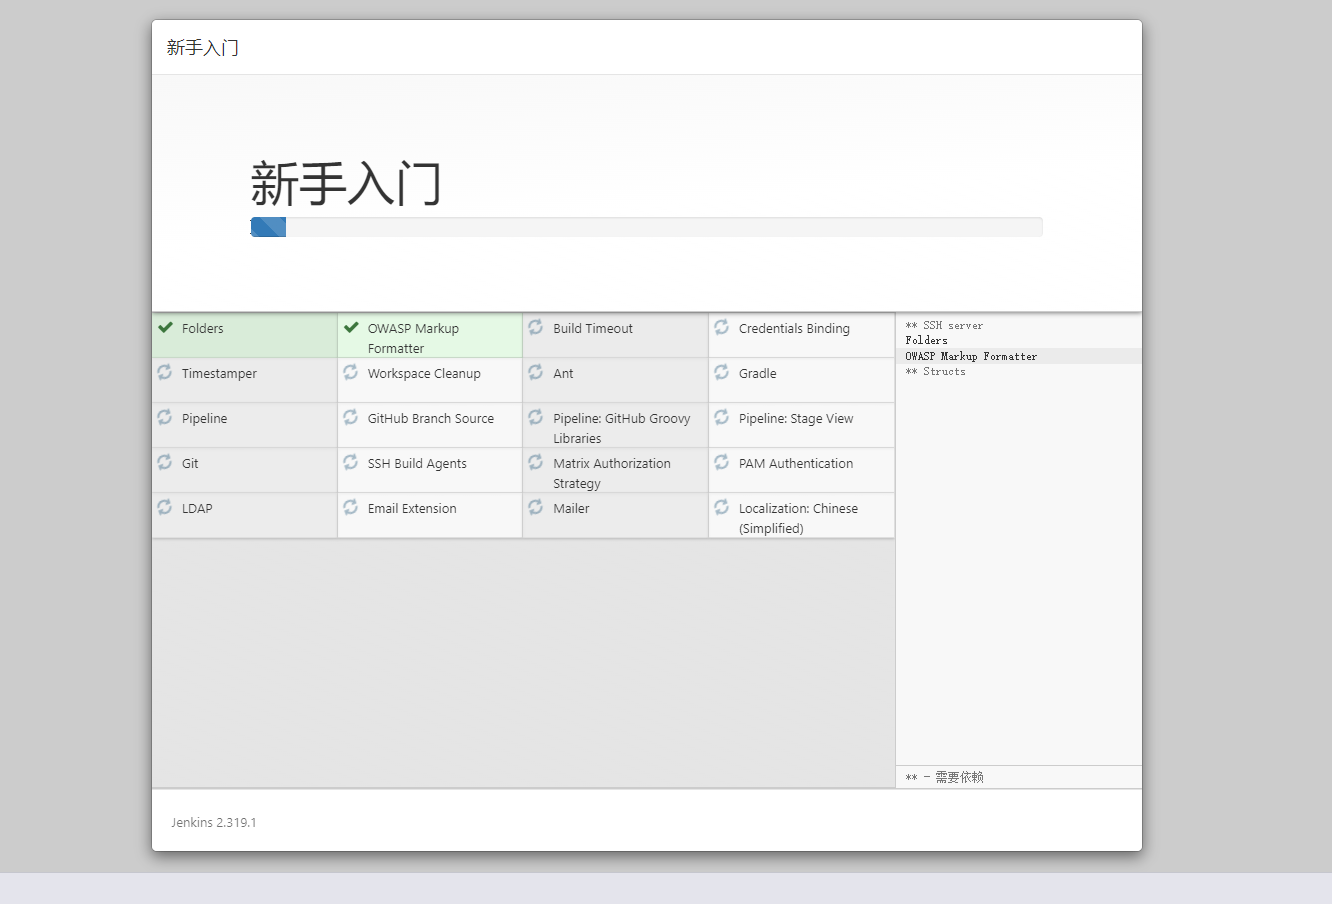 新手入门
新手入门
Folders
OWASP Markup
Formatter
Build Timeout
Credentials Binding
Timestamper
Workspace Cleanup
Ant
Gradle
Pipeline
GitHub Branch Source
Pipeline: GitHub Groovy
Libraries
Pipeline: Stage View
Git
SSH Build Agents
Matrix Authorization
Strategy
PAM Authentication
LDAP
Email Extension
Mailer
Localization: Chinese
(Simplified)
** SSH server
Folders
OWASP Markup Formatter
** Structs
** - 需要依赖
Jenkins 2.319.1